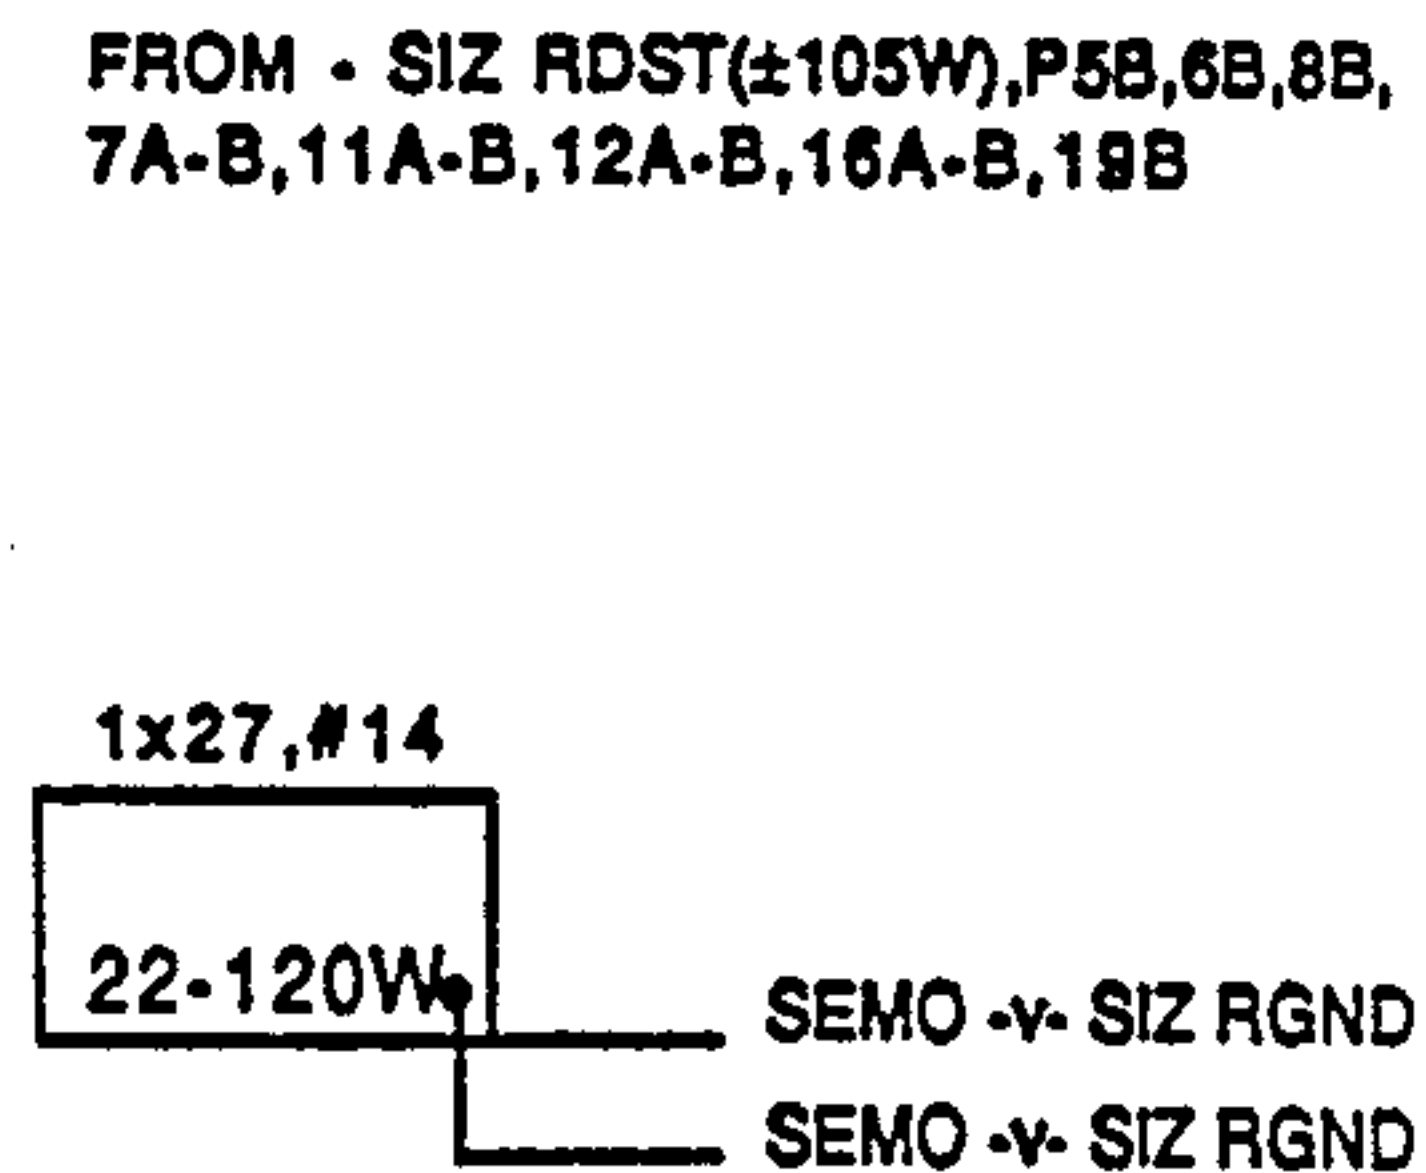 FROM - SIZ RDST(±105W),P5B,6B,8B,
7A-B,11A-B,12A-B,16A-B,19B
1x27,#14
22-120W
SEMO -v- SIZ RGND
SEMO -v- SIZ RGND